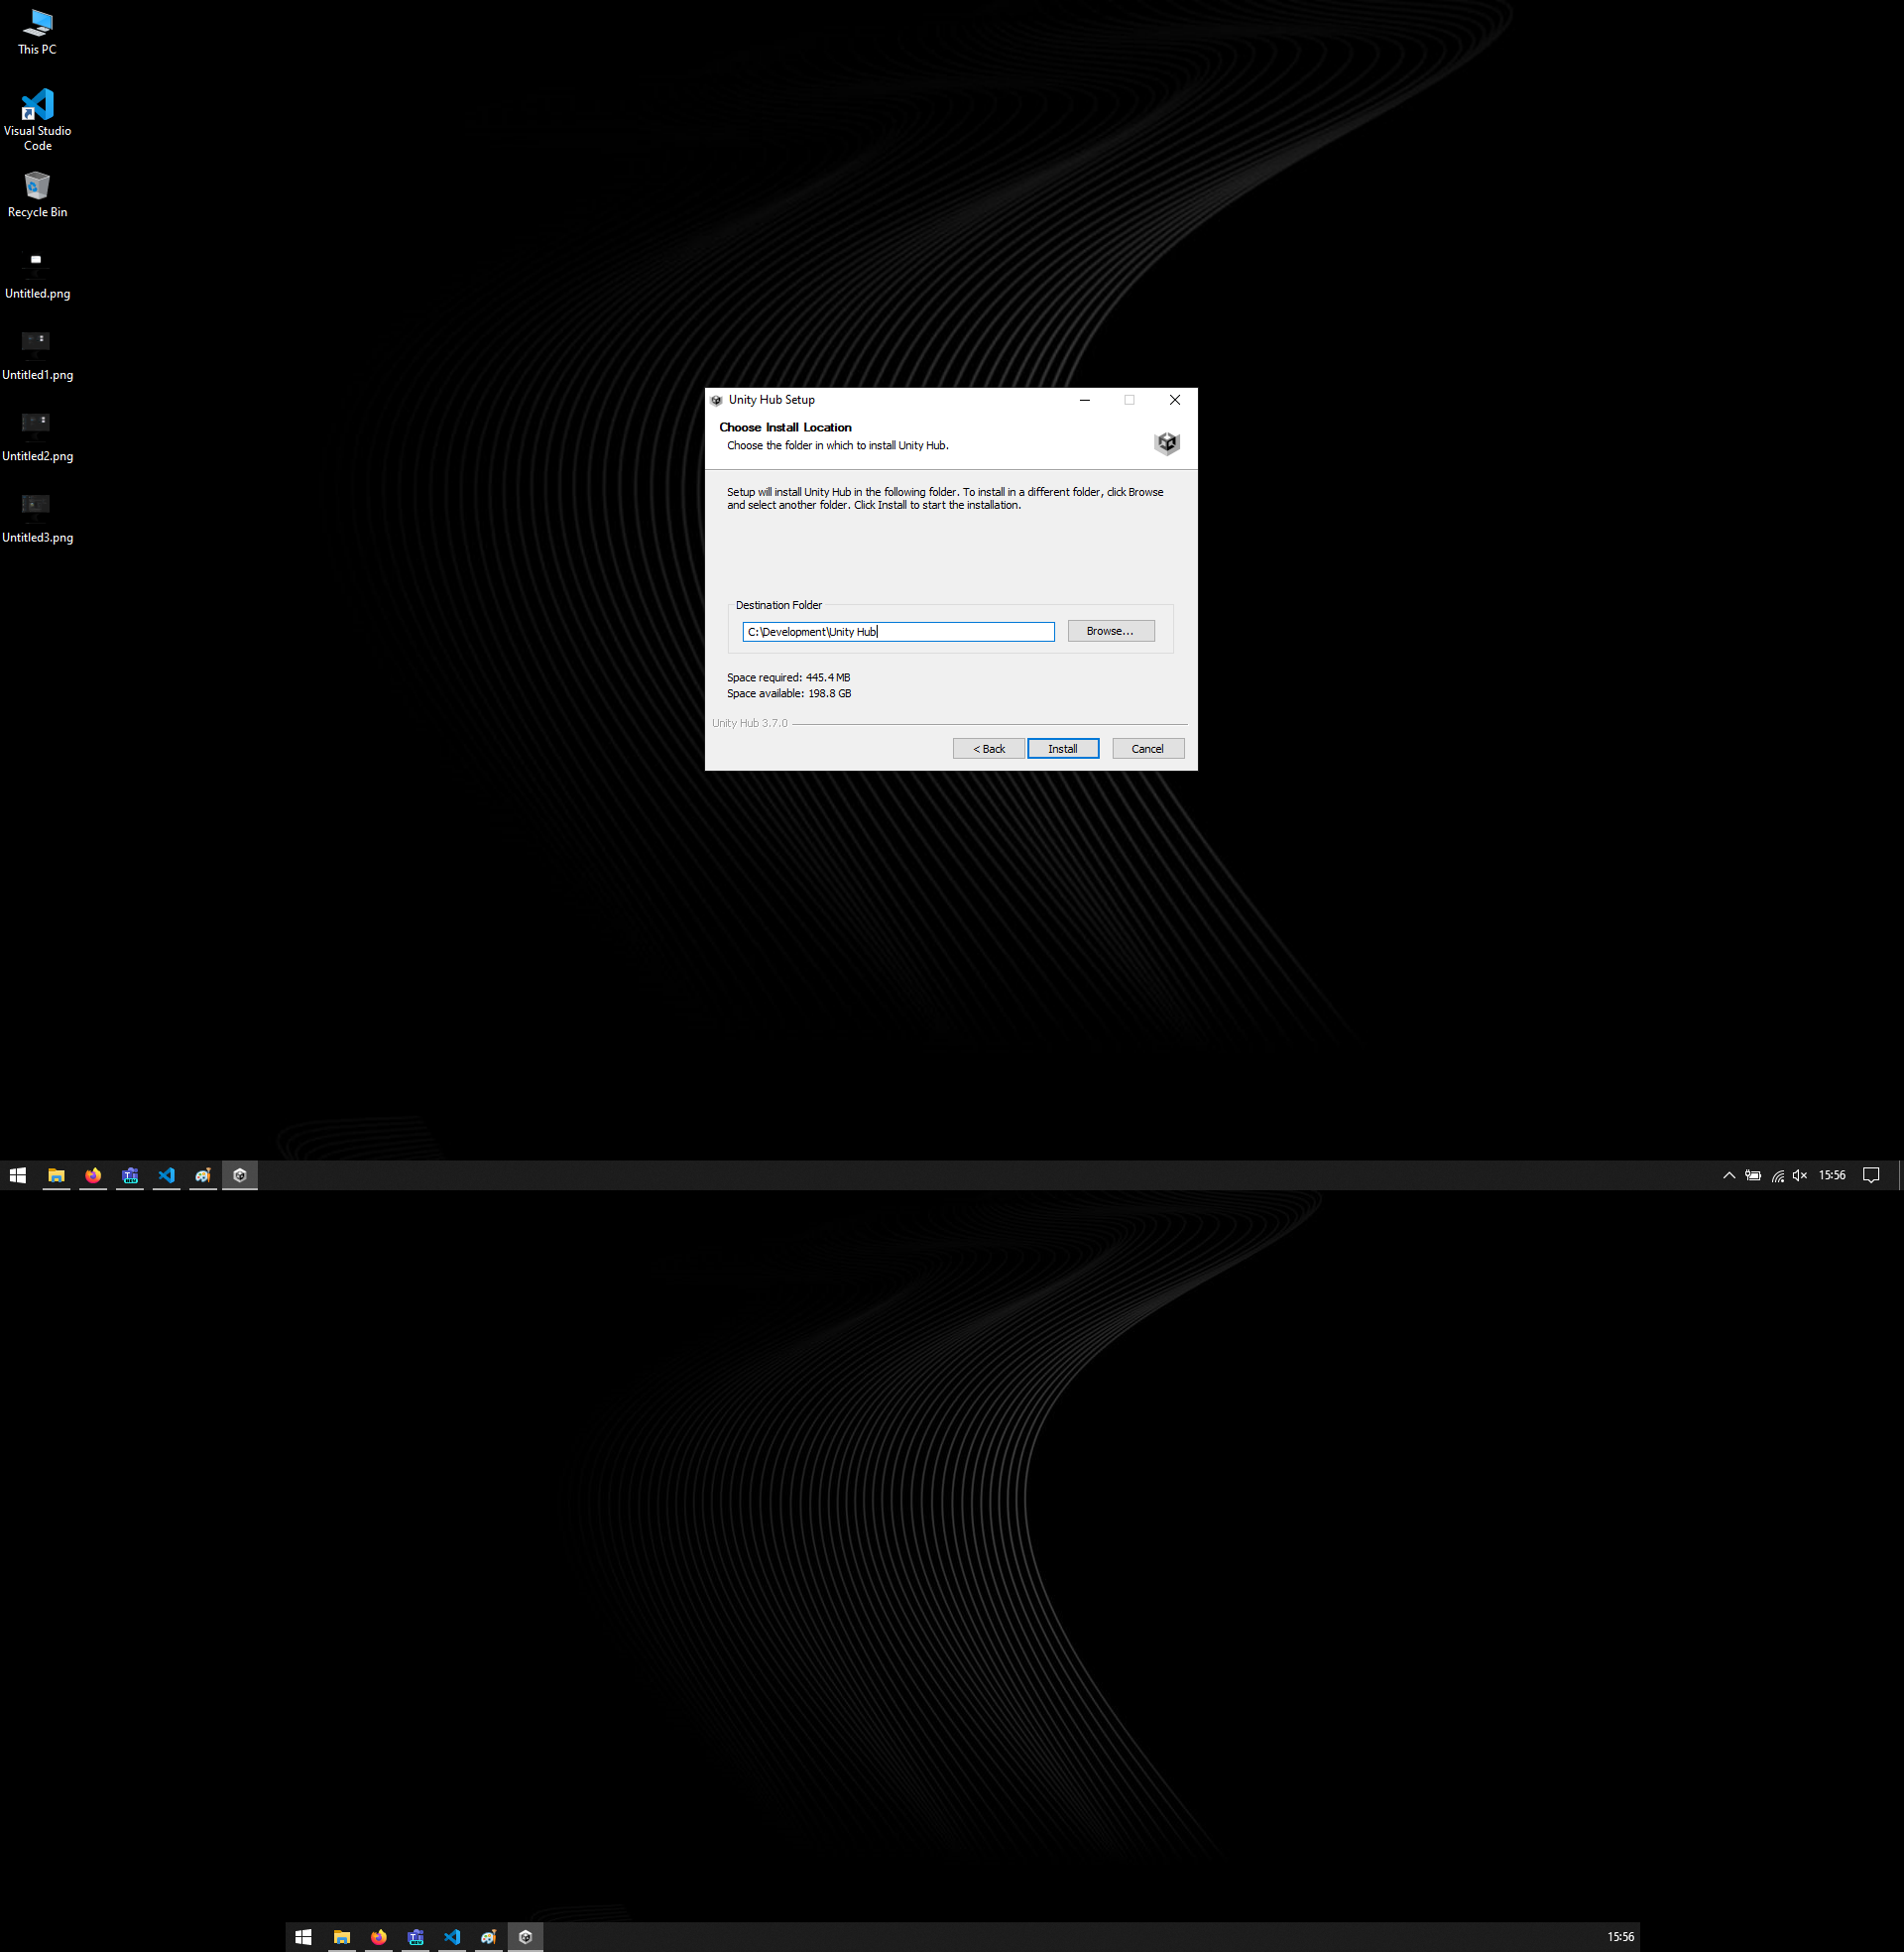 This PC
Visual Studio
Code
Recycle Bin
Untitled.png
Untitled1.png
Untitled2.png
Untitled3.png
Unity Hub Setup
Choose Install Location
Choose the folder in which to install Unity Hub.
Setup will install Unity Hub in the following folder. To install in a different folder, click Browse
and select another folder. Click Install to start the installation.
Destination Folder
C:\Development\Unity Hub
Browse...
Space required: 445.4 MB
Space available: 198.8 GB
Unity Hub 3.7.0
< Back
Install
Cancel
15:56
15:56